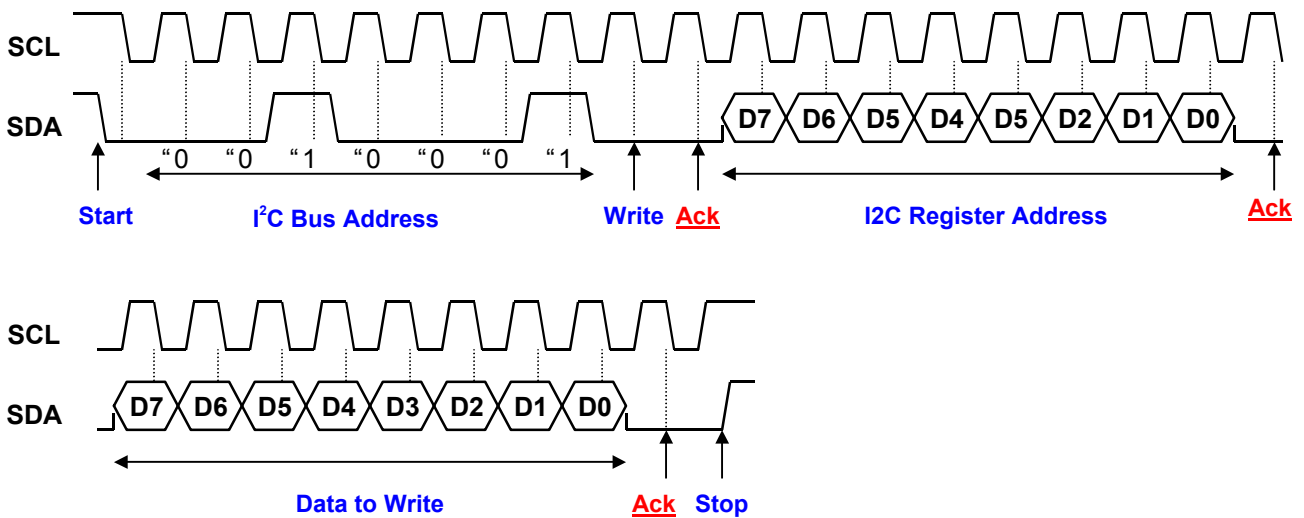 SCL
SDA
D7 D6 D5 D4 D5 D2 D1 D0
“0 “0 “1 “0 “0 “0 “1
Start I²C Bus Address Write Ack I2C Register Address Ack
SCL
SDA
D7 D6 D5 D4 D3 D2 D1 D0
Data to Write Ack Stop